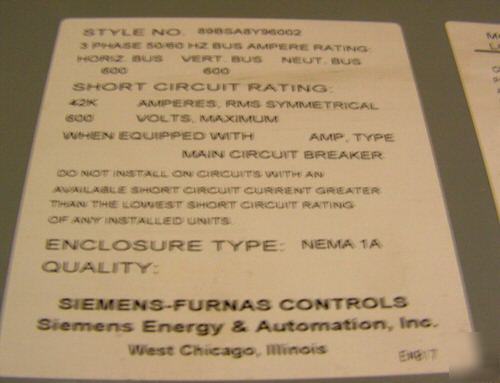 STYLE NO. 89BSA8Y96002
3 PHASE 50/60 HZ BUS AMPERE RATING:
HORIZ. BUS VERT. BUS NEUT. BUS
600 600
SHORT CIRCUIT RATING:
42K AMPERES, RMS SYMMETRICAL
600 VOLTS, MAXIMUM
WHEN EQUIPPED WITH AMP, TYPE
MAIN CIRCUIT BREAKER
DO NOT INSTALL ON CIRCUITS WITH AN
AVAILABLE SHORT CIRCUIT CURRENT GREATER
THAN THE LOWEST SHORT CIRCUIT RATING
OF ANY INSTALLED UNITS.
ENCLOSURE TYPE: NEMA 1A
QUALITY:
SIEMENS-FURNAS CONTROLS
Siemens Energy & Automation, Inc.
West Chicago, Illinois